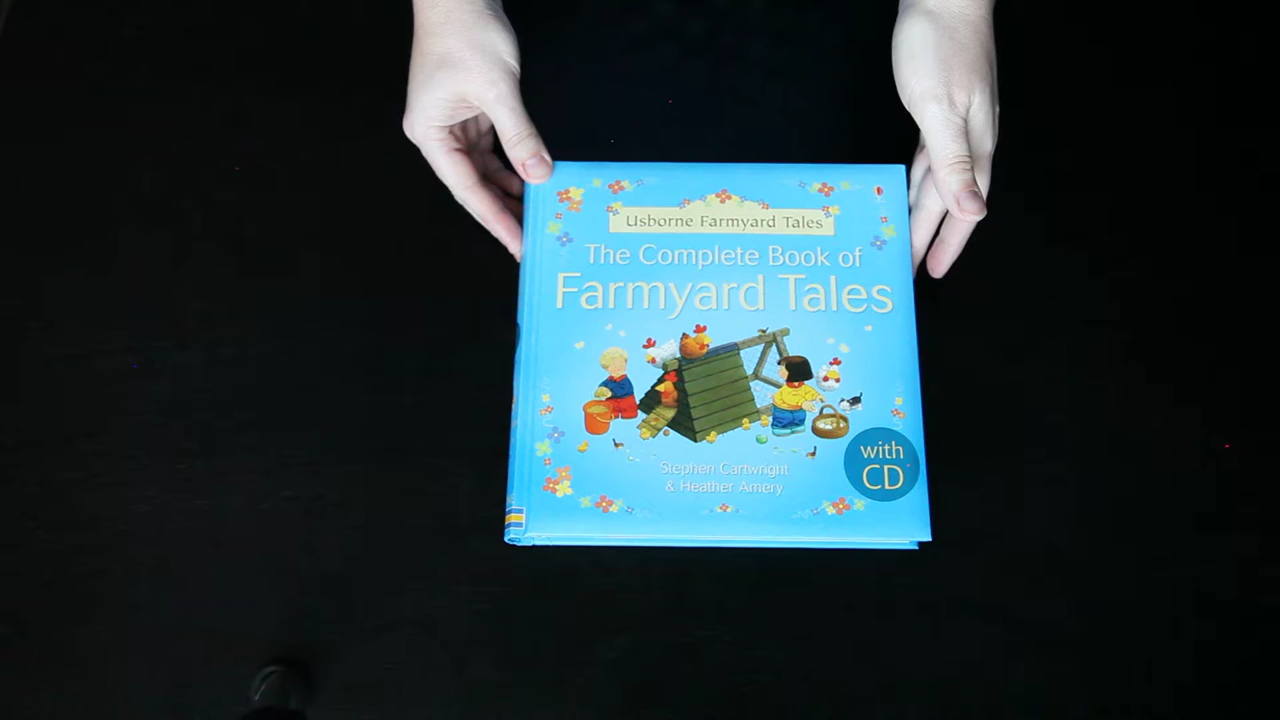 Usborne Farmyard Tales
The Complete Book of
Farmyard Tales
Stephen Cartwright
& Heather Amery
with
CD